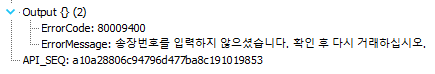 Output {} (2)
ErrorCode: 80009400
ErrorMessage: 송장번호를 입력하지 않으셨습니다. 확인 후 다시 거래하십시오.
API_SEQ: a10a28806c94796d477ba8c191019853